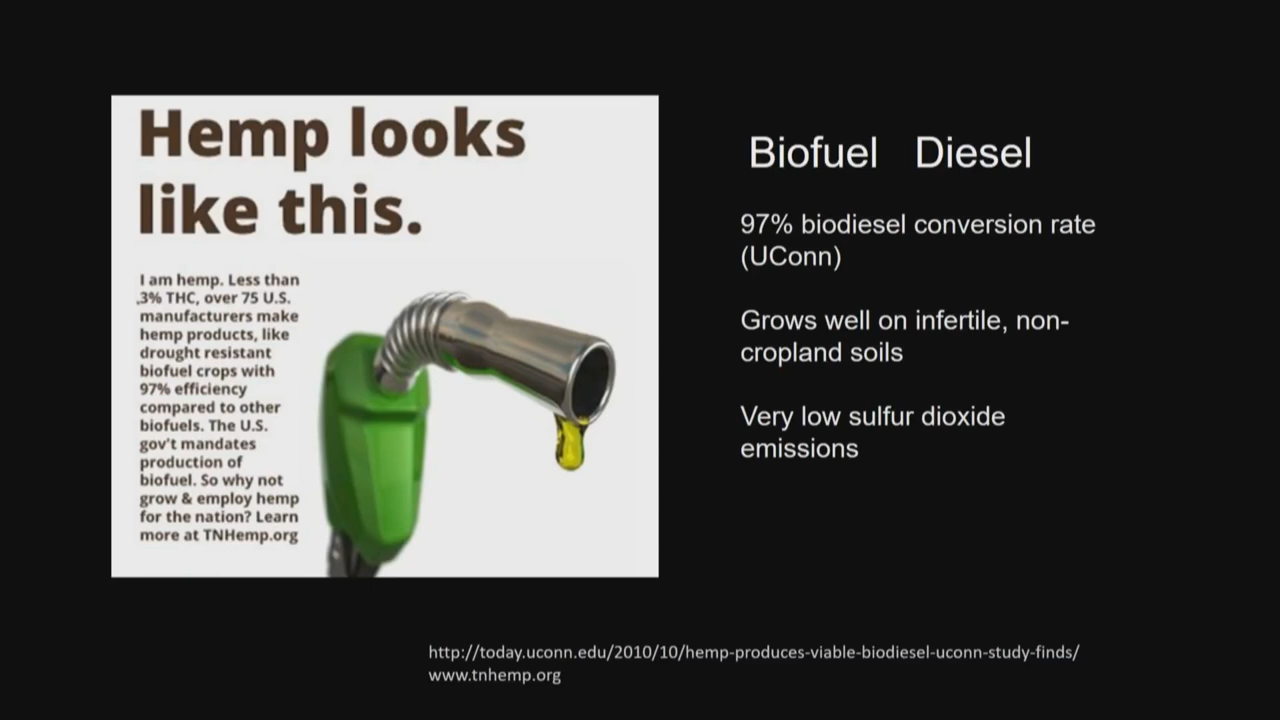 Hemp looks
like this.
I am hemp. Less than
.3% THC, over 75 U.S.
manufacturers make
hemp products, like
drought resistant
biofuel crops with
97% efficiency
compared to other
biofuels. The U.S.
gov't mandates
production of
biofuel. So why not
grow & employ hemp
for the nation? Learn
more at TNHemp.org
Biofuel Diesel
97% biodiesel conversion rate
(UConn)
Grows well on infertile, non-
cropland soils
Very low sulfur dioxide
emissions
http://today.uconn.edu/2010/10/hemp-produces-viable-biodiesel-uconn-study-finds/
www.tnhemp.org